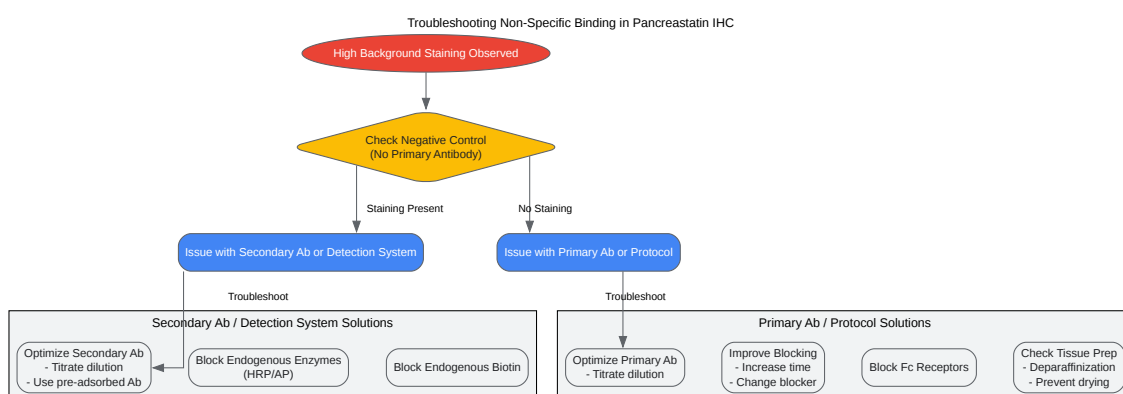 Troubleshooting Non-Specific Binding in Pancreastatin IHC
High Background Staining Observed
Check Negative Control
(No Primary Antibody)
Staining Present
No Staining
Issue with Secondary Ab or Detection System
Issue with Primary Ab or Protocol
Troubleshoot
Troubleshoot
Secondary Ab / Detection System Solutions
Optimize Secondary Ab
- Titrate dilution
- Use pre-adsorbed Ab
Block Endogenous Enzymes
(HRP/AP)
Block Endogenous Biotin
Primary Ab / Protocol Solutions
Optimize Primary Ab
- Titrate dilution
Improve Blocking
- Increase time
- Change blocker
Block Fc Receptors
Check Tissue Prep
- Deparaffinization
- Prevent drying